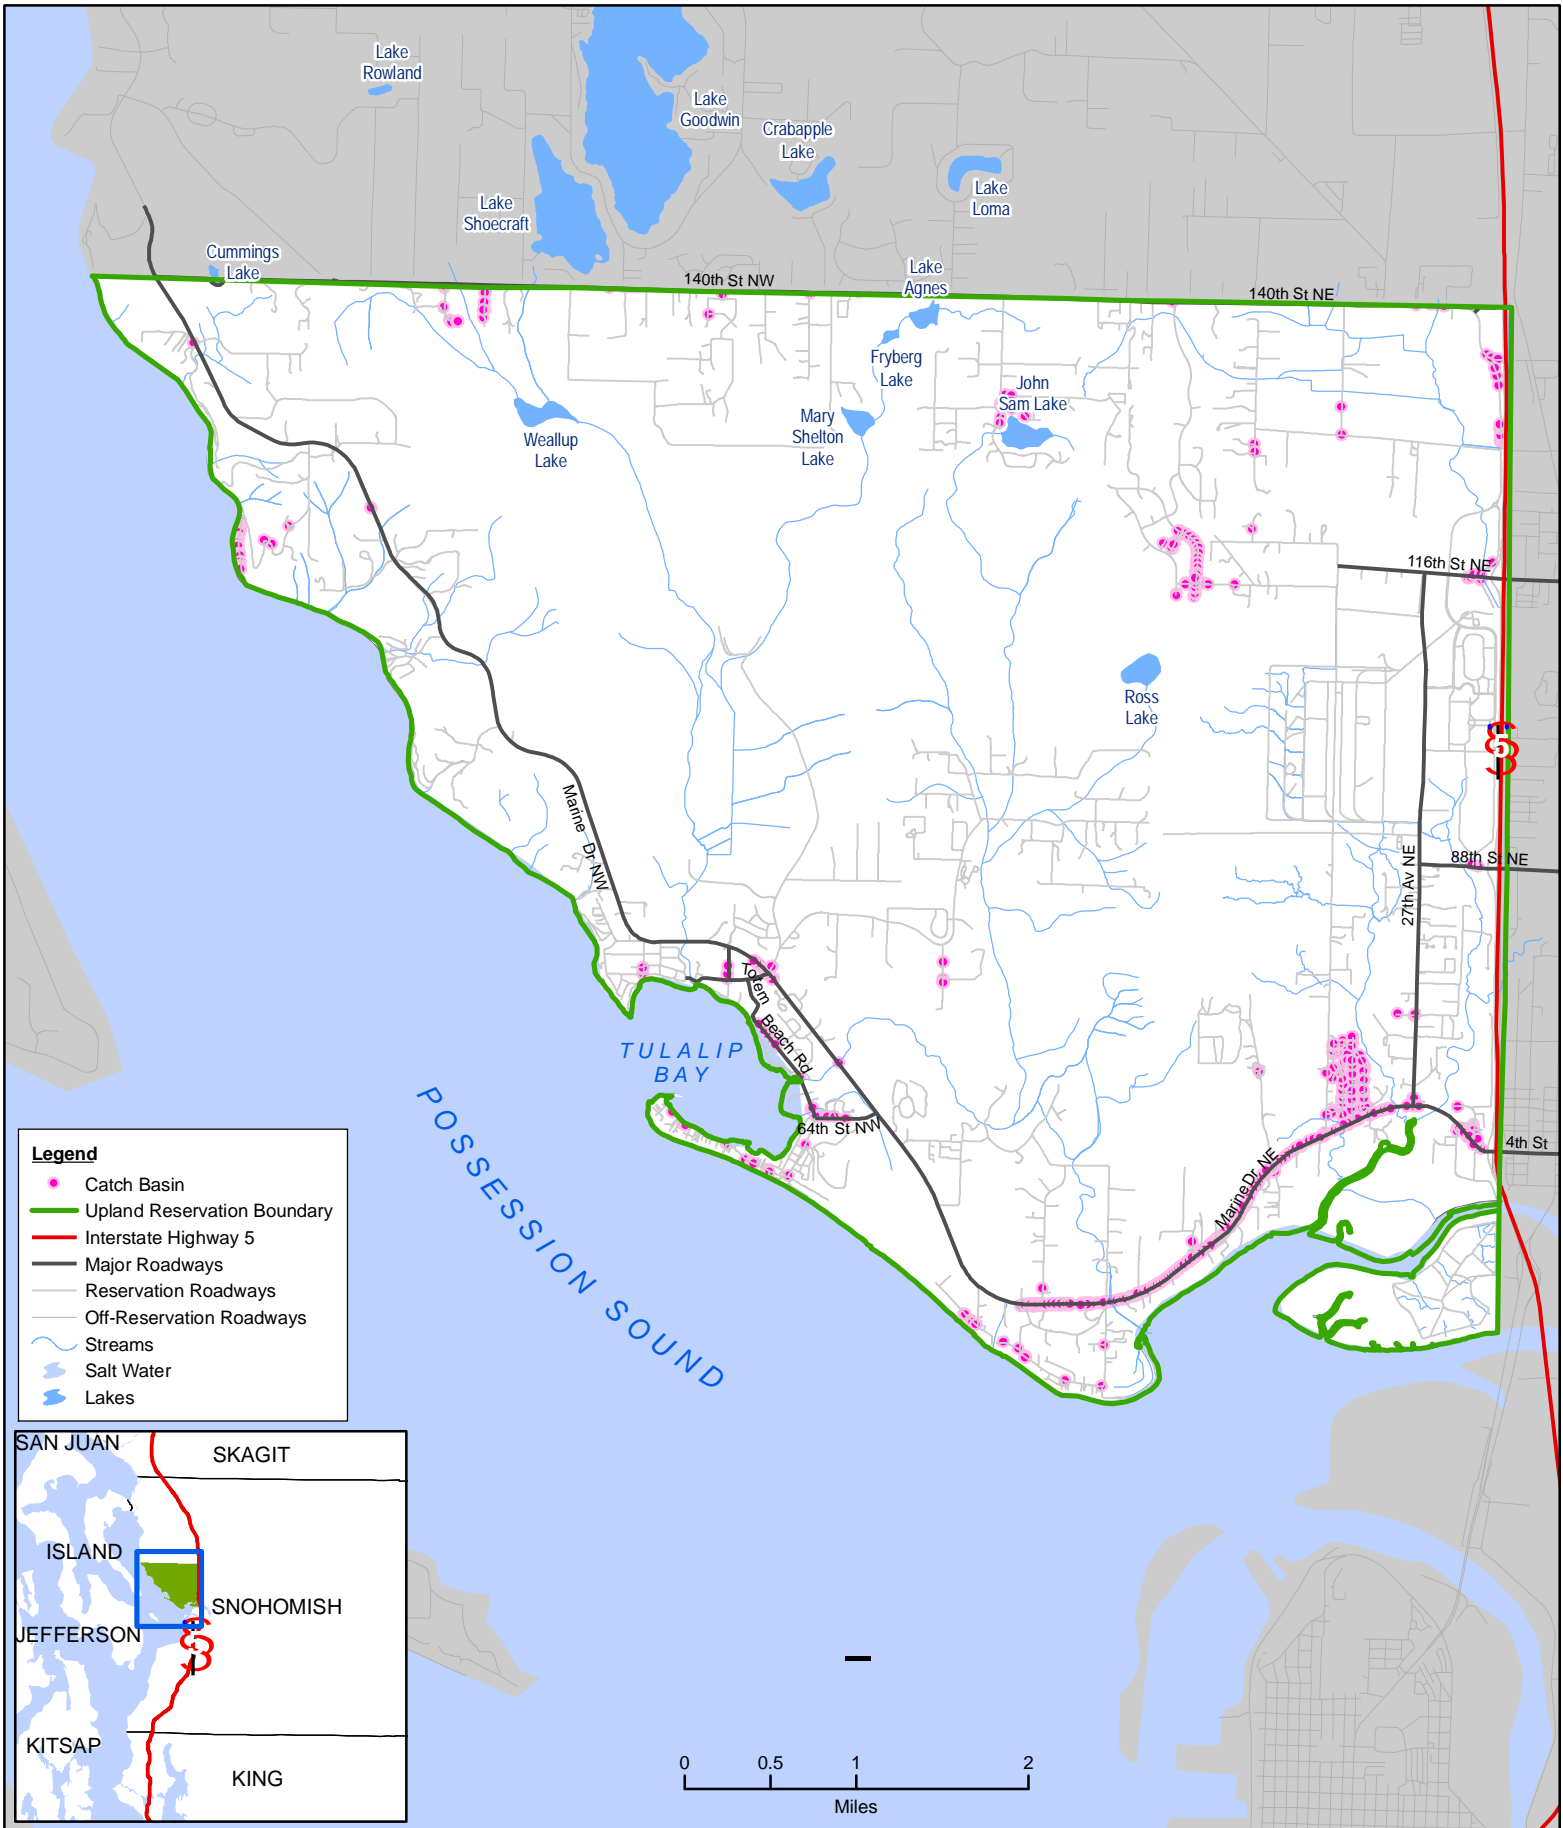 Lake
Rowland
Lake
Goodwin
Crabapple
Lake
Lake
Loma
Lake
Shoecraft
Cummings
Lake
Lake
Agnes
140th St NW
140th St NE
Fryberg
Lake
John
Sam Lake
Mary
Shelton
Lake
Weallup
Lake
116th St NE
Ross
Lake
5
Marine Dr NW
27th Av NE
88th St NE
Totem Beach Rd
TULALIP
BAY
64th St NW
4th St
Marine Dr NE
POSSESSION SOUND
Legend
Catch Basin
Upland Reservation Boundary
Interstate Highway 5
Major Roadways
Reservation Roadways
Off-Reservation Roadways
Streams
Salt Water
Lakes
SAN JUAN
SKAGIT
ISLAND
SNOHOMISH
JEFFERSON
5
KITSAP
KING
0 0.5 1 2
Miles